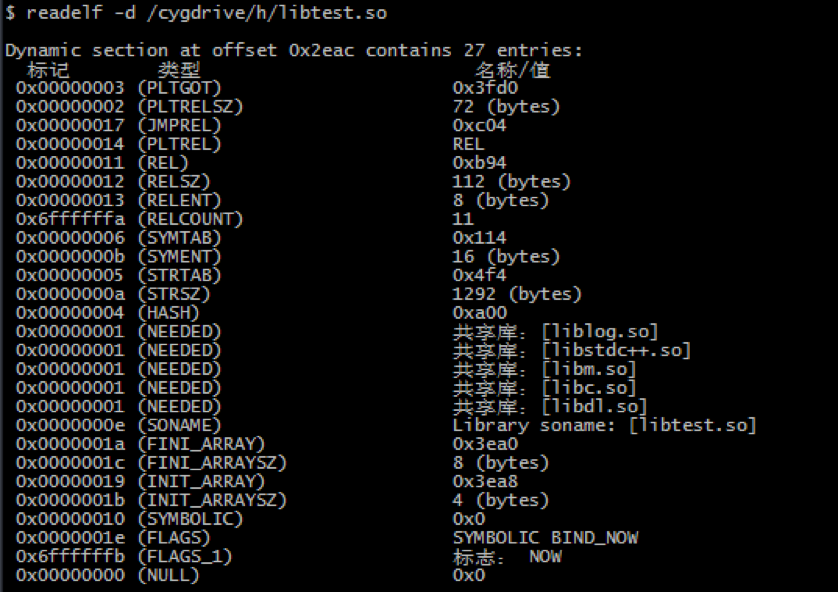 $ readelf -d /cygdrive/h/libtest.so
Dynamic section at offset 0x2eac contains 27 entries:
标记 类型 名称/值
0x00000003 (PLTGOT) 0x3fd0
0x00000002 (PLTRELSZ) 72 (bytes)
0x00000017 (JMPREL) 0xc04
0x00000014 (PLTREL) REL
0x00000011 (REL) 0xb94
0x00000012 (RELSZ) 112 (bytes)
0x00000013 (RELENT) 8 (bytes)
0x6ffffffa (RELCOUNT) 11
0x00000006 (SYMTAB) 0x114
0x0000000b (SYMENT) 16 (bytes)
0x00000005 (STRTAB) 0x4f4
0x0000000a (STRSZ) 1292 (bytes)
0x00000004 (HASH) 0xa00
0x00000001 (NEEDED) 共享库：[liblog.so]
0x00000001 (NEEDED) 共享库：[libstdc++.so]
0x00000001 (NEEDED) 共享库：[libm.so]
0x00000001 (NEEDED) 共享库：[libc.so]
0x00000001 (NEEDED) 共享库：[libdl.so]
0x0000000e (SONAME) Library soname: [libtest.so]
0x0000001a (FINI_ARRAY) 0x3ea0
0x0000001c (FINI_ARRAYSZ) 8 (bytes)
0x00000019 (INIT_ARRAY) 0x3ea8
0x0000001b (INIT_ARRAYSZ) 4 (bytes)
0x00000010 (SYMBOLIC) 0x0
0x0000001e (FLAGS) SYMBOLIC BIND_NOW
0x6ffffffb (FLAGS_1) 标志： NOW
0x00000000 (NULL) 0x0